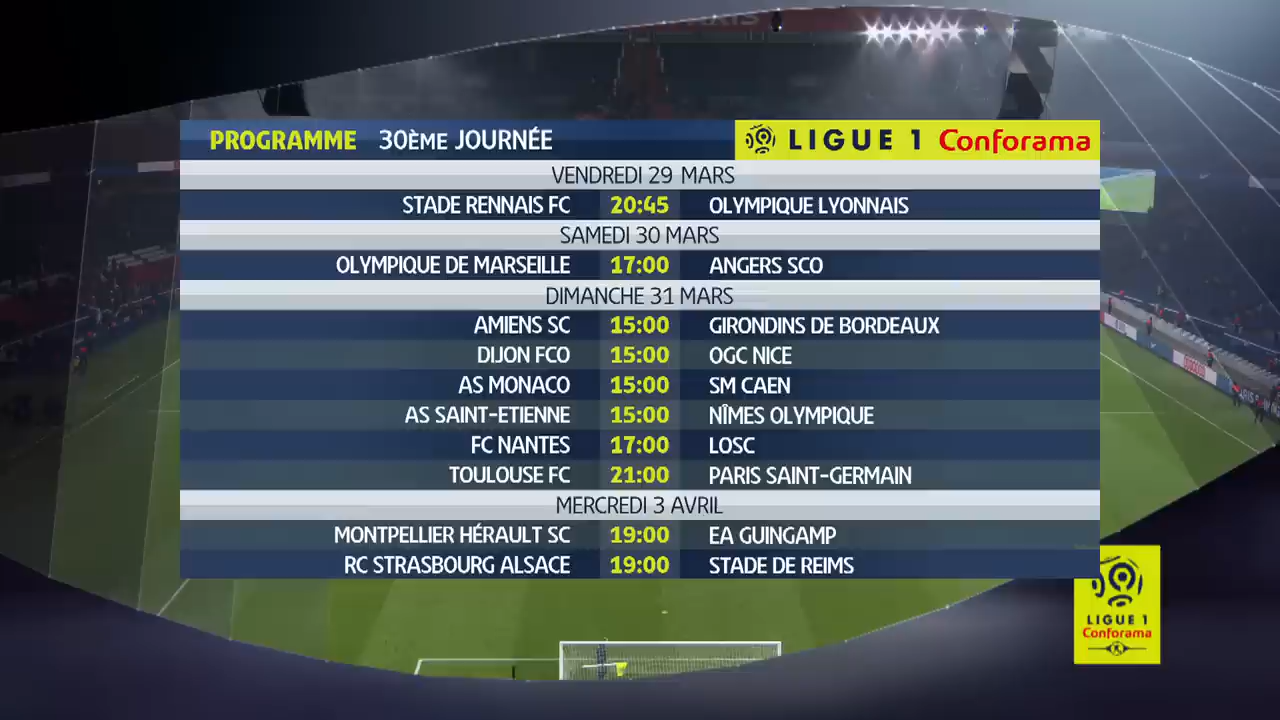 PARIS
PROGRAMME 30ÈME JOURNÉE LIGUE 1 Conforama
VENDREDI 29 MARS
STADE RENNAIS FC 20:45 OLYMPIQUE LYONNAIS
SAMEDI 30 MARS
OLYMPIQUE DE MARSEILLE 17:00 ANGERS SCO
DIMANCHE 31 MARS
AMIENS SC 15:00 GIRONDINS DE BORDEAUX
DIJON FCO 15:00 OGC NICE
AS MONACO 15:00 SM CAEN
AS SAINT-ETIENNE 15:00 NÎMES OLYMPIQUE
FC NANTES 17:00 LOSC
TOULOUSE FC 21:00 PARIS SAINT-GERMAIN
MERCREDI 3 AVRIL
MONTPELLIER HÉRAULT SC 19:00 EA GUINGAMP
RC STRASBOURG ALSACE 19:00 STADE DE REIMS
LIGUE 1
Conforama